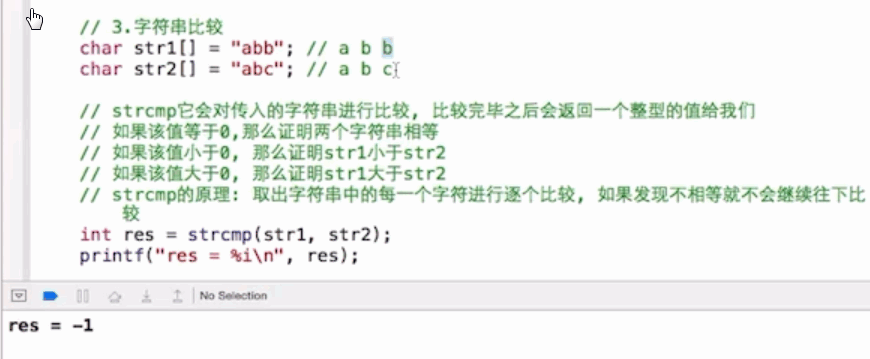 // 3.字符串比较
char str1[] = "abb"; // a b b
char str2[] = "abc"; // a b c
// strcmp它会对传入的字符串进行比较, 比较完毕之后会返回一个整型的值给我们
// 如果该值等于0,那么证明两个字符串相等
// 如果该值小于0, 那么证明str1小于str2
// 如果该值大于0, 那么证明str1大于str2
// strcmp的原理: 取出字符串中的每一个字符进行逐个比较, 如果发现不相等就不会继续往下比
较
int res = strcmp(str1, str2);
printf("res = %i\n", res);
No Selection
res = -1